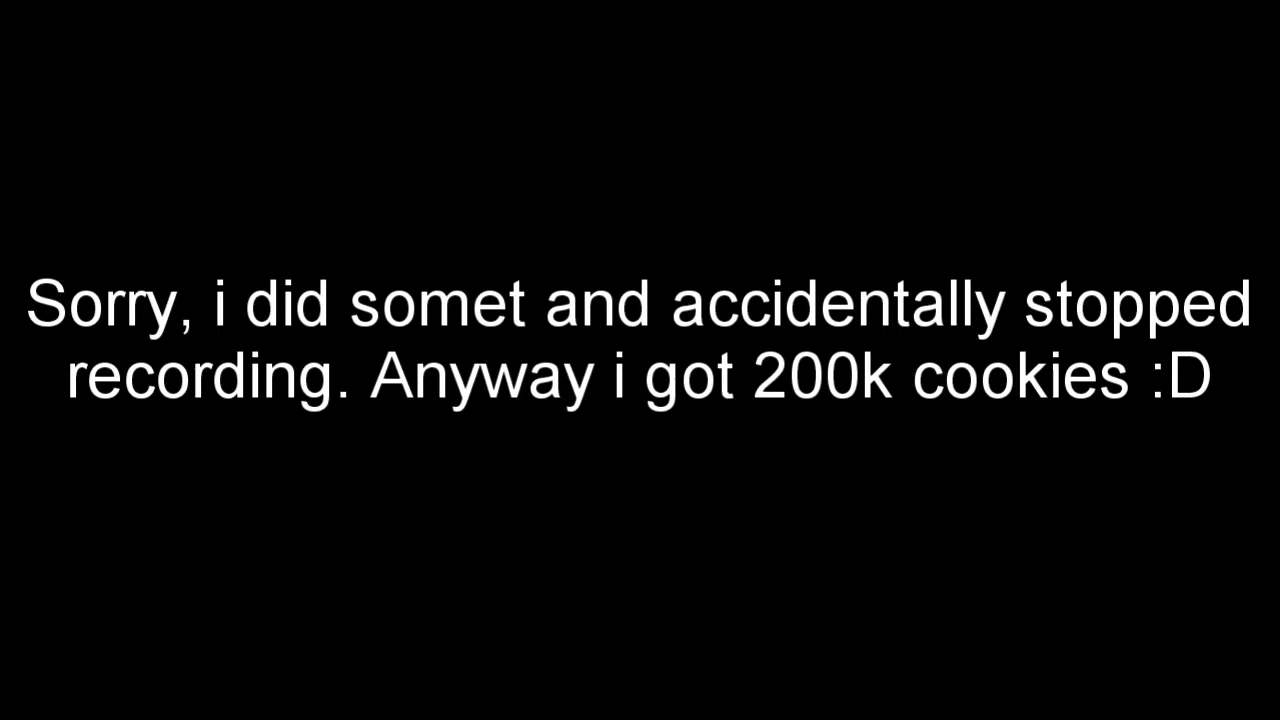 Sorry, i did somet and accidentally stopped
recording. Anyway i got 200k cookies :D